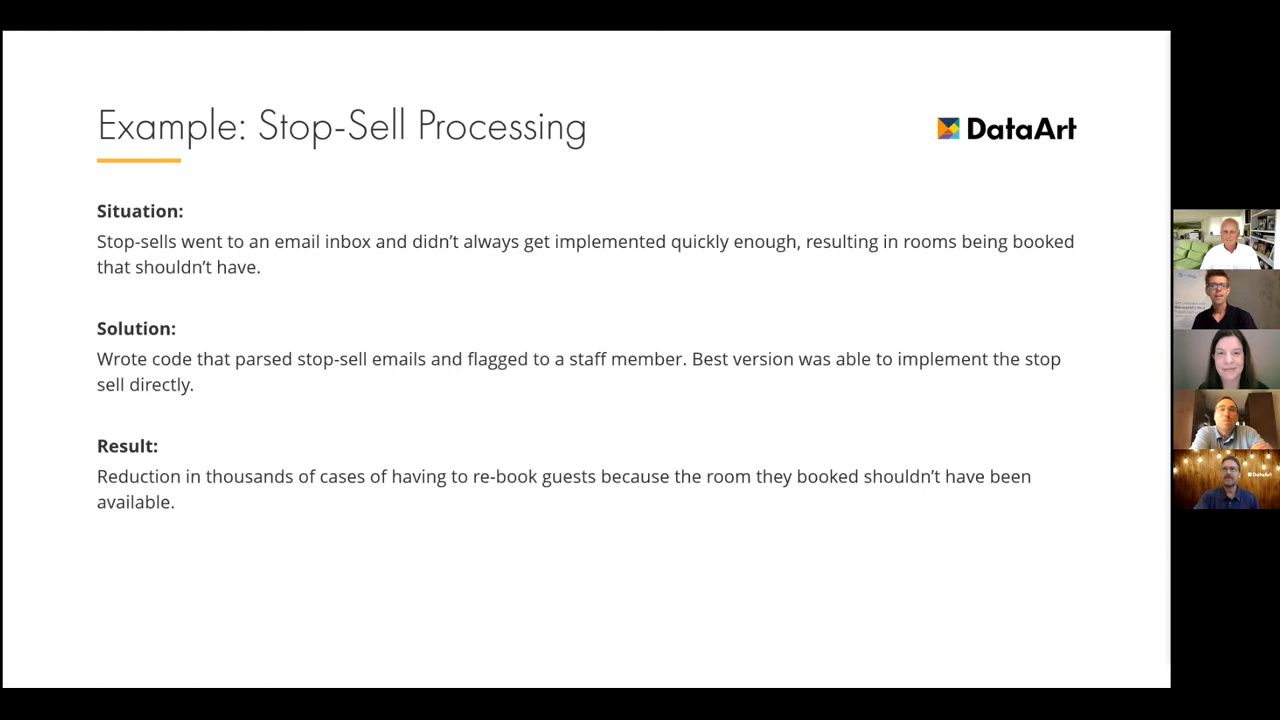 Example: Stop-Sell Processing
DataArt
Situation:
Stop-sells went to an email inbox and didn’t always get implemented quickly enough, resulting in rooms being booked
that shouldn’t have.
Solution:
Wrote code that parsed stop-sell emails and flagged to a staff member. Best version was able to implement the stop
sell directly.
Result:
Reduction in thousands of cases of having to re-book guests because the room they booked shouldn’t have been
available.
DataArt